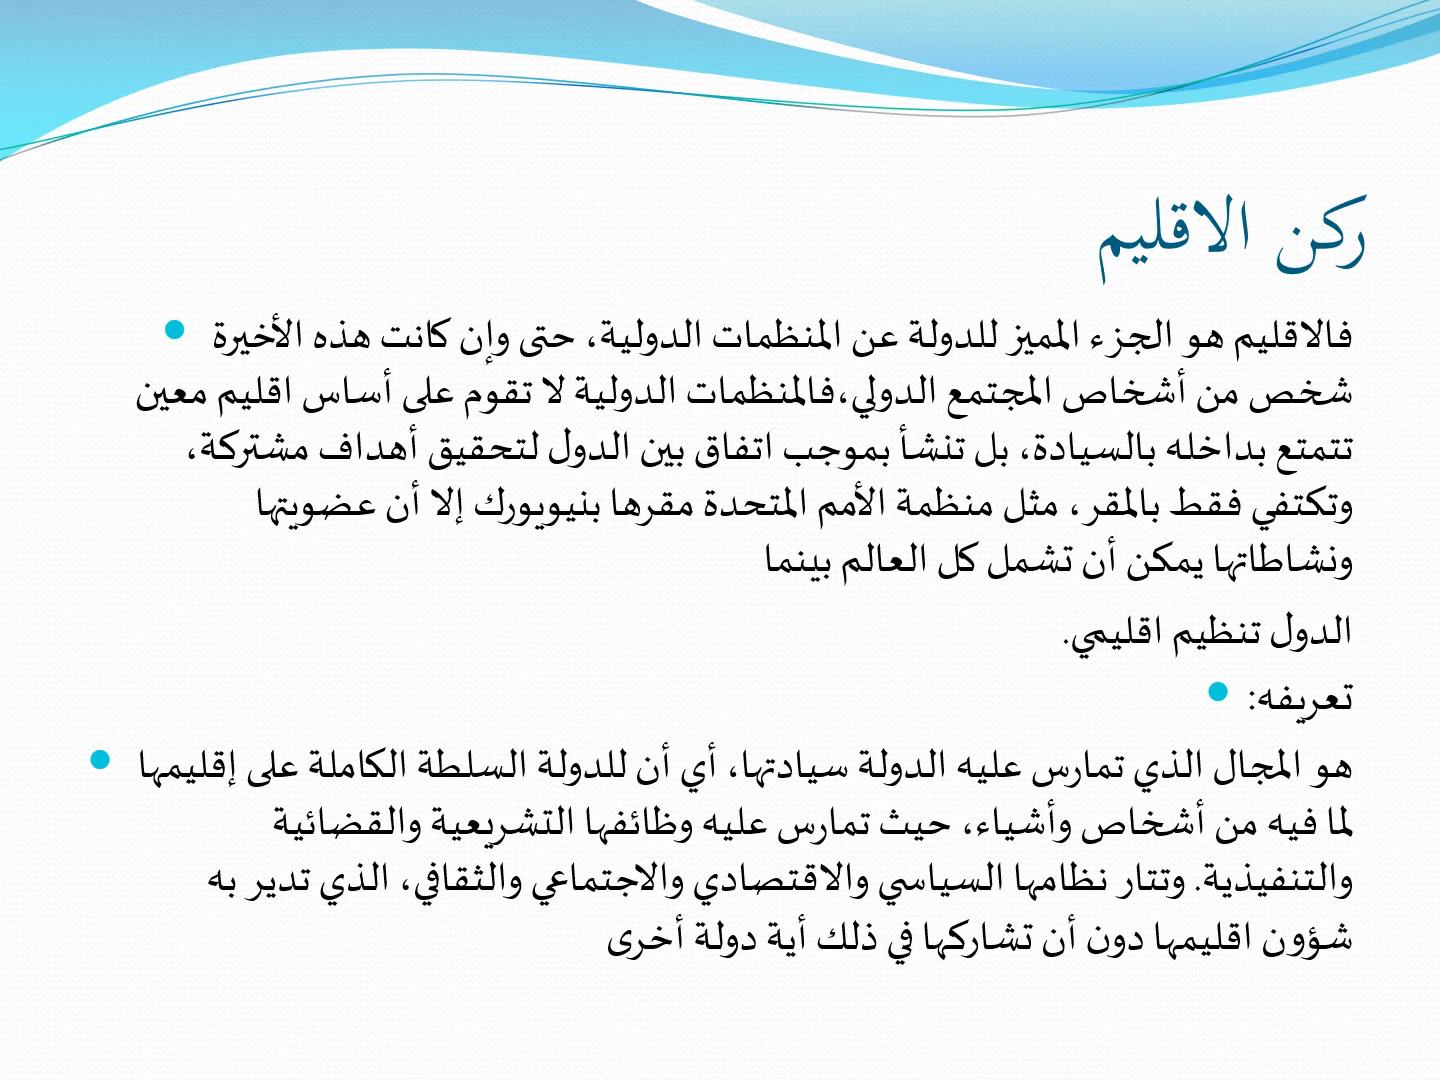 ركن الاقليم
فالاقليم هو الجزء المميز للدولة عن المنظمات الدولية، حتى وإن كانت هذه الأخيرة
شخص من أشخاص المجتمع الدولي،فالمنظمات الدولية لا تقوم على أساس اقليم معين
تتمتع بداخله بالسيادة، بل تنشأ بموجب اتفاق بين الدول لتحقيق أهداف مشتركة،
وتكتفي فقط بالمقر، مثل منظمة الأمم المتحدة مقرها بنيويورك إلا أن عضويتها
ونشاطاتها يمكن أن تشمل كل العالم بينما
الدول تنظيم اقليمي.
تعريفه:
هو المجال الذي تمارس عليه الدولة سيادتها، أي أن للدولة السلطة الكاملة على إقليمها
لما فيه من أشخاص وأشياء، حيث تمارس عليه وظائفها التشريعية والقضائية
والتنفيذية. وتتار نظامها السياسي والاقتصادي والاجتماعي والثقافي، الذي تدير به
شؤون اقليمها دون أن تشاركها في ذلك أية دولة أخرى